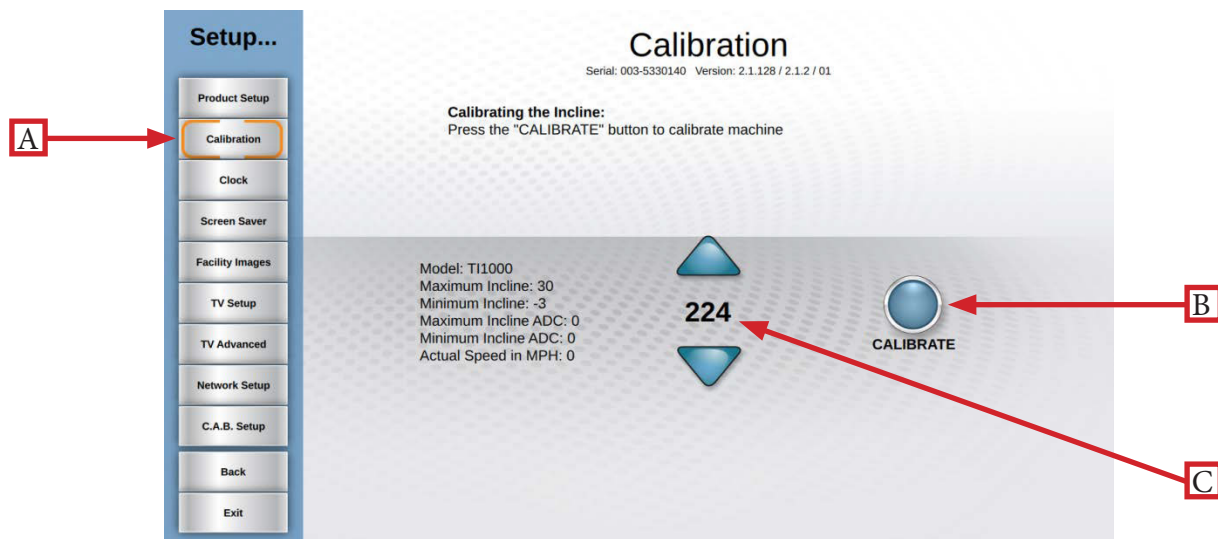 Setup...
Product Setup
Calibration
Clock
Screen Saver
Facility Images
TV Setup
TV Advanced
Network Setup
C.A.B. Setup
Back
Exit
A
Calibration
Serial: 003-5330140 Version: 2.1.128 / 2.1.2 / 01
Calibrating the Incline:
Press the "CALIBRATE" button to calibrate machine
Model: TI1000
Maximum Incline: 30
Minimum Incline: -3
Maximum Incline ADC: 0
Minimum Incline ADC: 0
Actual Speed in MPH: 0
224
CALIBRATE
B
C